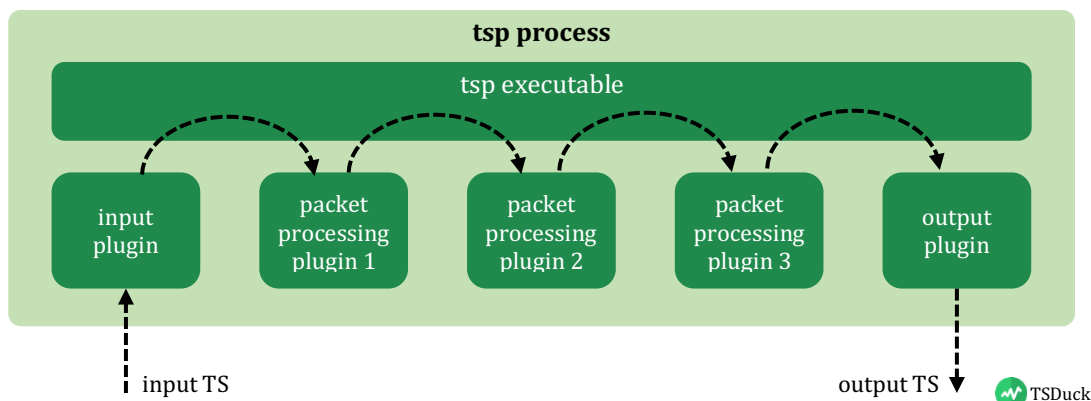 tsp process
tsp executable
input
plugin
packet
processing
plugin 1
packet
processing
plugin 2
packet
processing
plugin 3
output
plugin
input TS
output TS
TSDuck